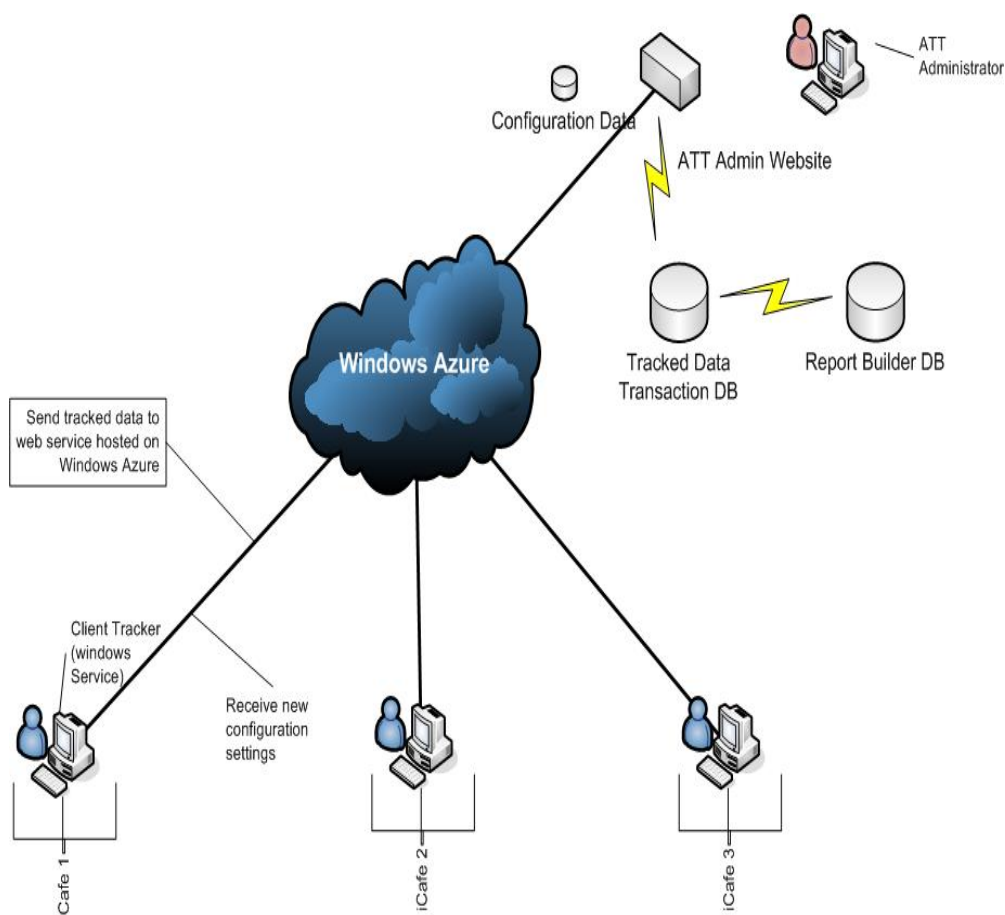 ATT
Administrator
Configuration Data
ATT Admin Website
Windows Azure
Tracked Data
Transaction DB
Report Builder DB
Send tracked data to
web service hosted on
Windows Azure
Client Tracker
(windows
Service)
Receive new
configuration
settings
Cafe 1
iCafe 2
iCafe 3